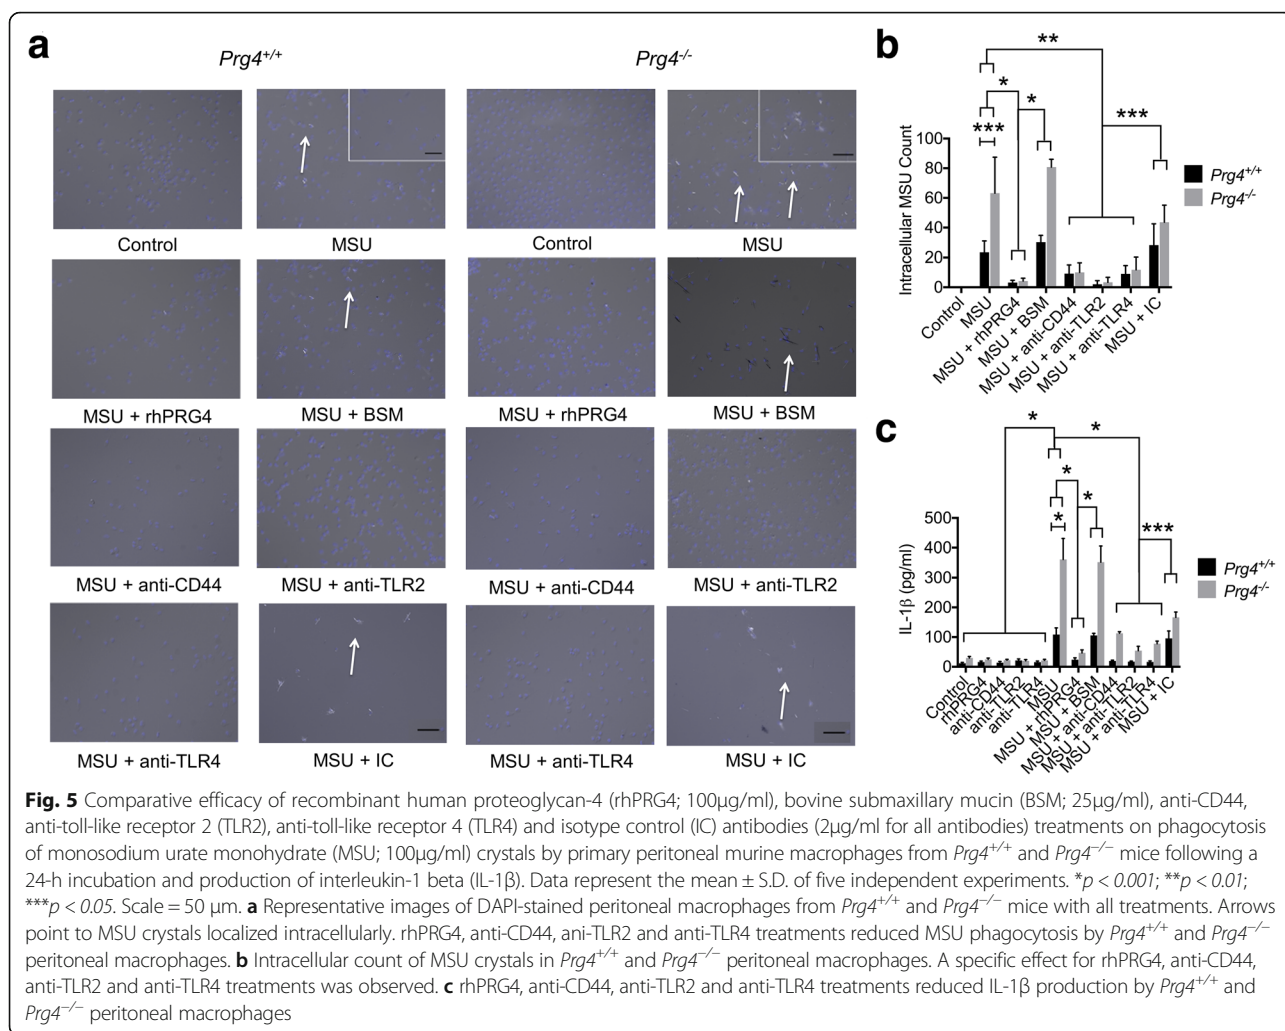 a
Prg4+/+
Prg4-/-
Control
MSU
Control
MSU
MSU + rhPRG4
MSU + BSM
MSU + rhPRG4
MSU + BSM
MSU + anti-CD44
MSU + anti-TLR2
MSU + anti-CD44
MSU + anti-TLR2
MSU + anti-TLR4
MSU + IC
MSU + anti-TLR4
MSU + IC
b
**
*
*
***
***
Intracellular MSU Count
100
80
60
40
20
0
Control
MSU
MSU + rhPRG4
MSU + BSM
MSU + anti-CD44
MSU + anti-TLR2
MSU + anti-TLR4
MSU + IC
Prg4+/+
Prg4-/-
c
*
*
*
*
*
***
IL-1β (pg/ml)
500
400
300
200
100
0
Control
rhPRG4
anti-CD44
anti-TLR2
anti-TLR4
MSU
MSU + rhPRG4
MSU + BSM
MSU + anti-CD44
MSU + anti-TLR2
MSU + anti-TLR4
MSU + IC
Prg4+/+
Prg4-/-
Fig. 5 Comparative efficacy of recombinant human proteoglycan-4 (rhPRG4; 100μg/ml), bovine submaxillary mucin (BSM; 25μg/ml), anti-CD44,
anti-toll-like receptor 2 (TLR2), anti-toll-like receptor 4 (TLR4) and isotype control (IC) antibodies (2μg/ml for all antibodies) treatments on phagocytosis
of monosodium urate monohydrate (MSU; 100μg/ml) crystals by primary peritoneal murine macrophages from Prg4+/+ and Prg4−/− mice following a
24-h incubation and production of interleukin-1 beta (IL-1β). Data represent the mean ± S.D. of five independent experiments. *p < 0.001; **p < 0.01;
***p < 0.05. Scale = 50 μm. a Representative images of DAPI-stained peritoneal macrophages from Prg4+/+ and Prg4−/− mice with all treatments. Arrows
point to MSU crystals localized intracellularly. rhPRG4, anti-CD44, ani-TLR2 and anti-TLR4 treatments reduced MSU phagocytosis by Prg4+/+ and Prg4−/−
peritoneal macrophages. b Intracellular count of MSU crystals in Prg4+/+ and Prg4−/− peritoneal macrophages. A specific effect for rhPRG4, anti-CD44,
anti-TLR2 and anti-TLR4 treatments was observed. c rhPRG4, anti-CD44, anti-TLR2 and anti-TLR4 treatments reduced IL-1β production by Prg4+/+ and
Prg4−/− peritoneal macrophages